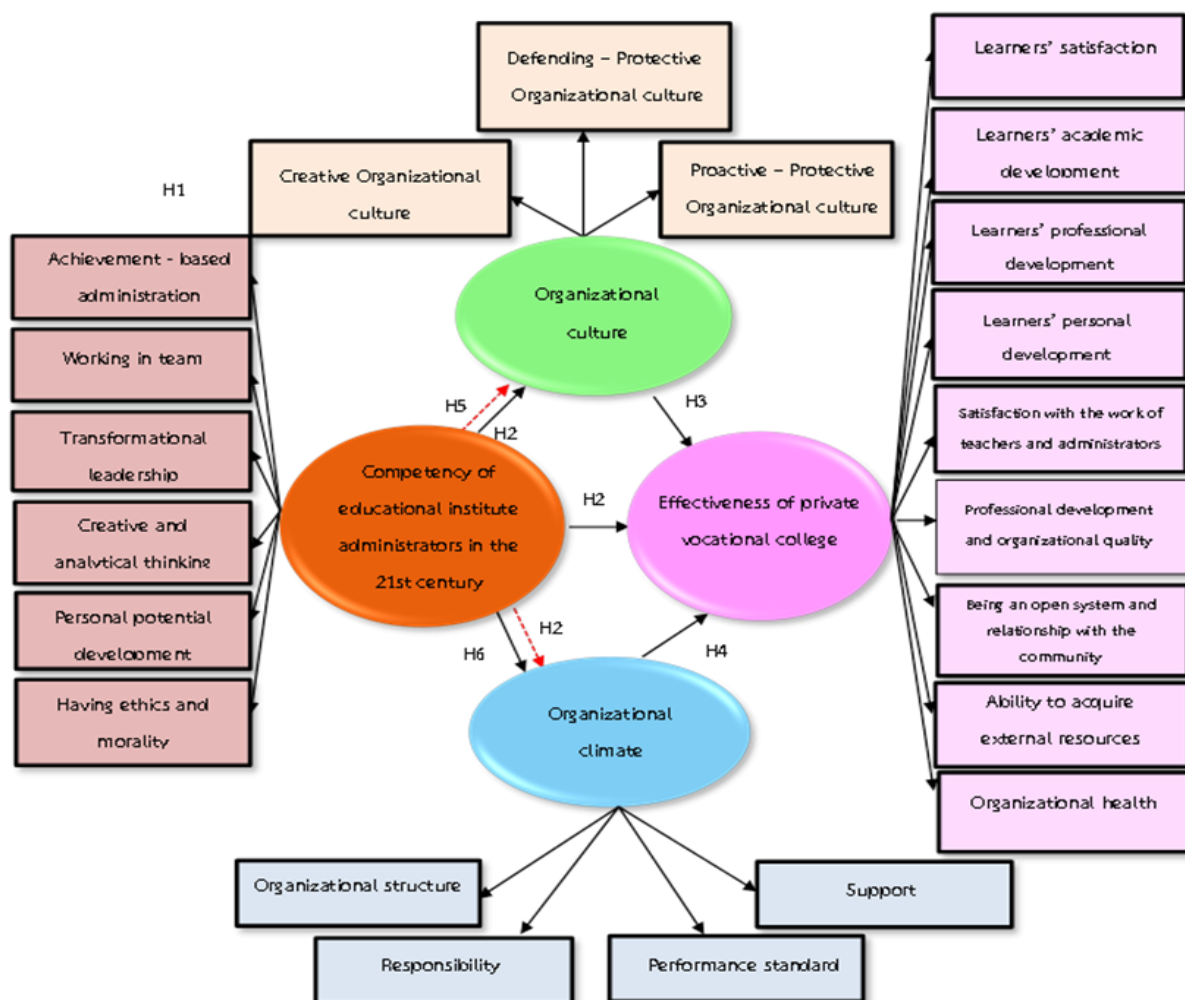 Defending – Protective
Organizational culture
Creative Organizational
culture
Proactive – Protective
Organizational culture
H1
Achievement - based
administration
Working in team
Transformational
leadership
Creative and
analytical thinking
Personal potential
development
Having ethics and
morality
Organizational
culture
H5
H2
H3
Competency of
educational institute
administrators in the
21st century
H2
Effectiveness of private
vocational college
H2
H6
H4
Organizational
climate
Learners' satisfaction
Learners' academic
development
Learners' professional
development
Learners' personal
development
Satisfaction with the work of
teachers and administrators
Professional development
and organizational quality
Being an open system and
relationship with the
community
Ability to acquire
external resources
Organizational health
Organizational structure
Support
Responsibility
Performance standard